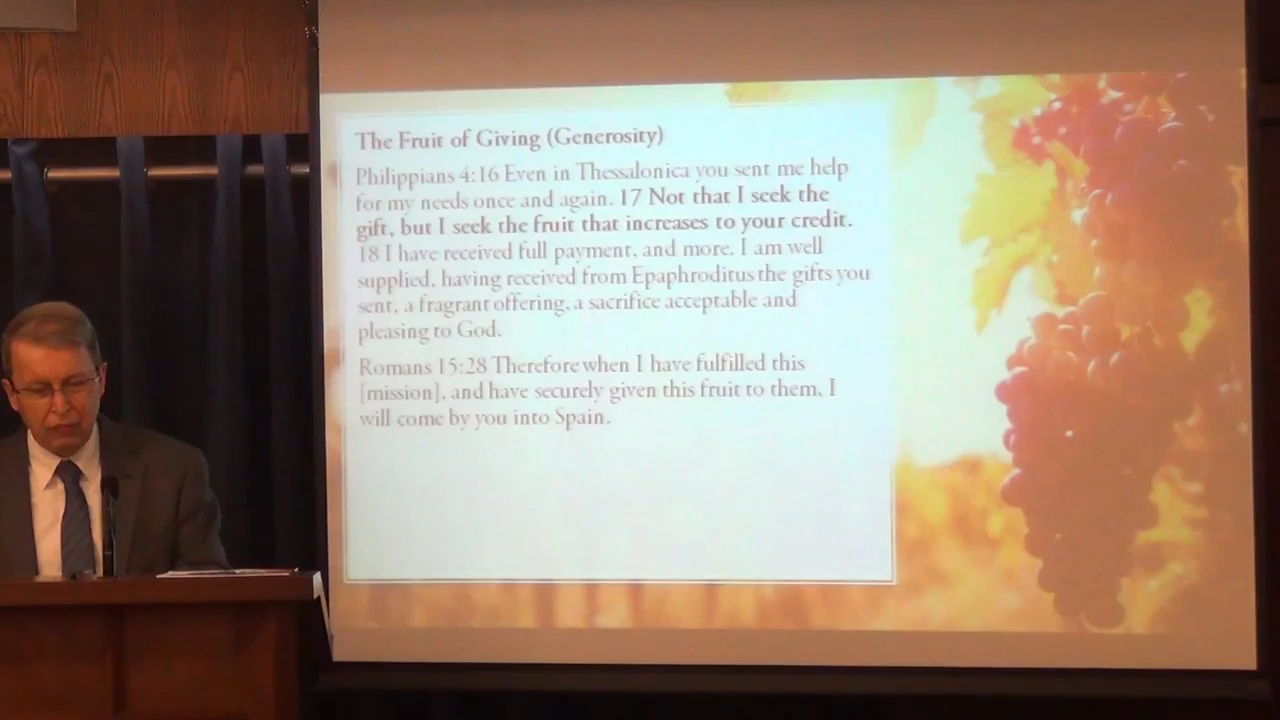 The Fruit of Giving (Generosity)
Philippians 4:16 Even in Thessalonica you sent me help
for my needs once and again. 17 Not that I seek the
gift, but I seek the fruit that increases to your credit.
18 I have received full payment, and more. I am well
supplied, having received from Epaphroditus the gifts you
sent, a fragrant offering, a sacrifice acceptable and
pleasing to God.
Romans 15:28 Therefore when I have fulfilled this
[mission], and have securely given this fruit to them, I
will come by you into Spain.